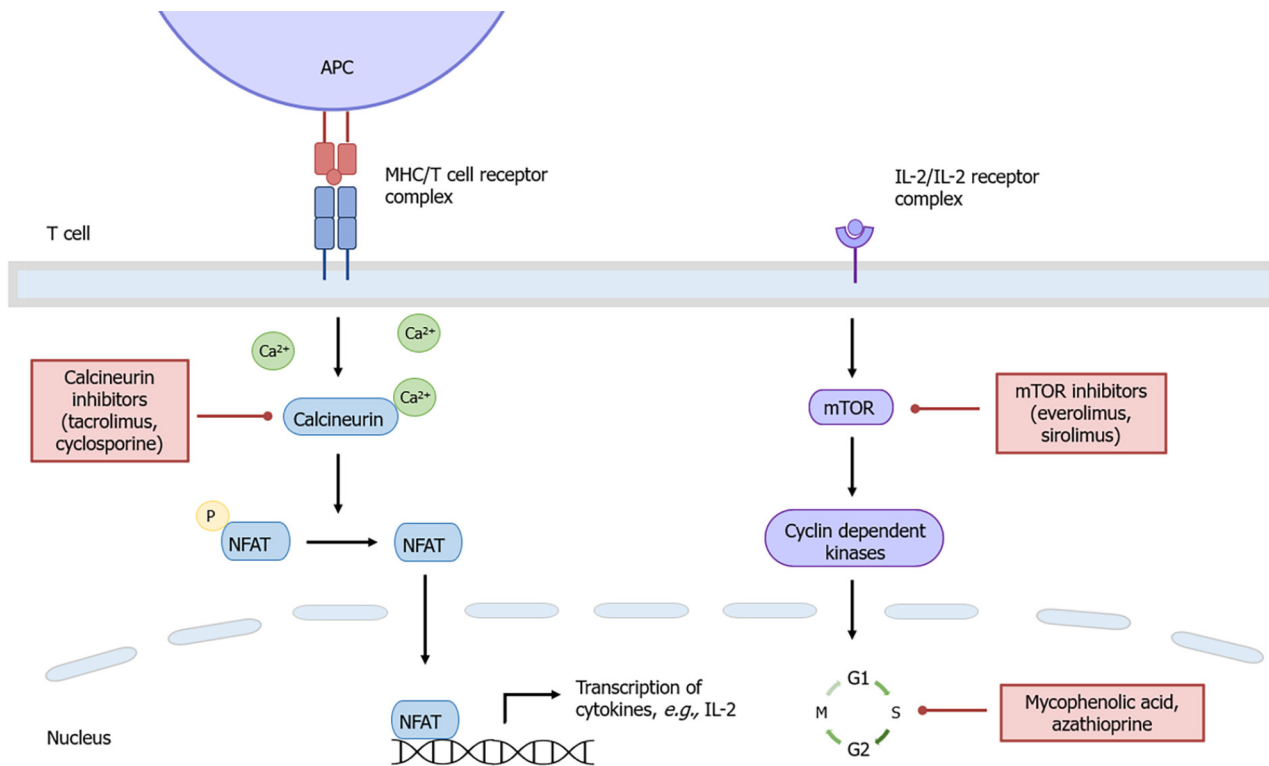 APC
MHC/T cell receptor
complex
IL-2/IL-2 receptor
complex
T cell
Ca²⁺
Ca²⁺
Ca²⁺
Calcineurin
inhibitors
(tacrolimus,
cyclosporine)
Calcineurin
mTOR
mTOR inhibitors
(everolimus,
sirolimus)
P
NFAT
NFAT
Cyclin dependent
kinases
NFAT
Transcription of
cytokines, e.g., IL-2
Nucleus
G1
M
S
G2
Mycophenolic acid,
azathioprine